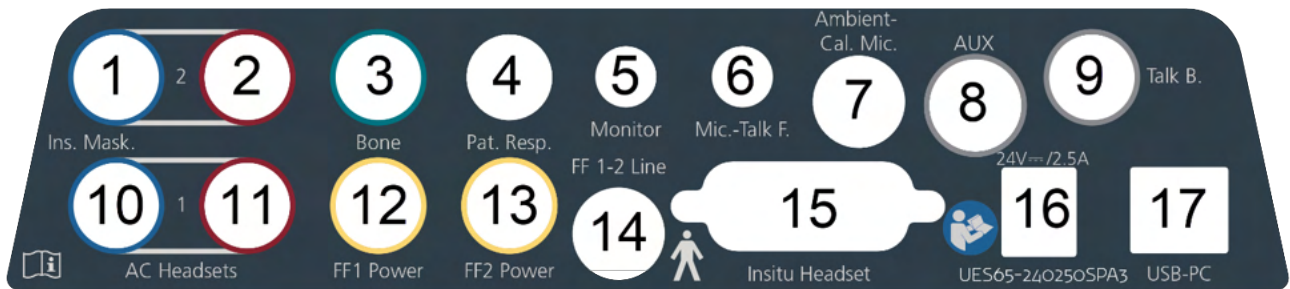 Ambient-
Cal. Mic.
AUX
1 2 2 3 4 5 6 7 8 9 Talk B.
Ins. Mask. Bone Pat. Resp. Monitor Mic.-Talk F.
FF 1-2 Line 24V⎓/2.5A
10 1 11 12 13 14 15 16 17
i AC Headsets FF1 Power FF2 Power Insitu Headset UES65-240250SPA3 USB-PC